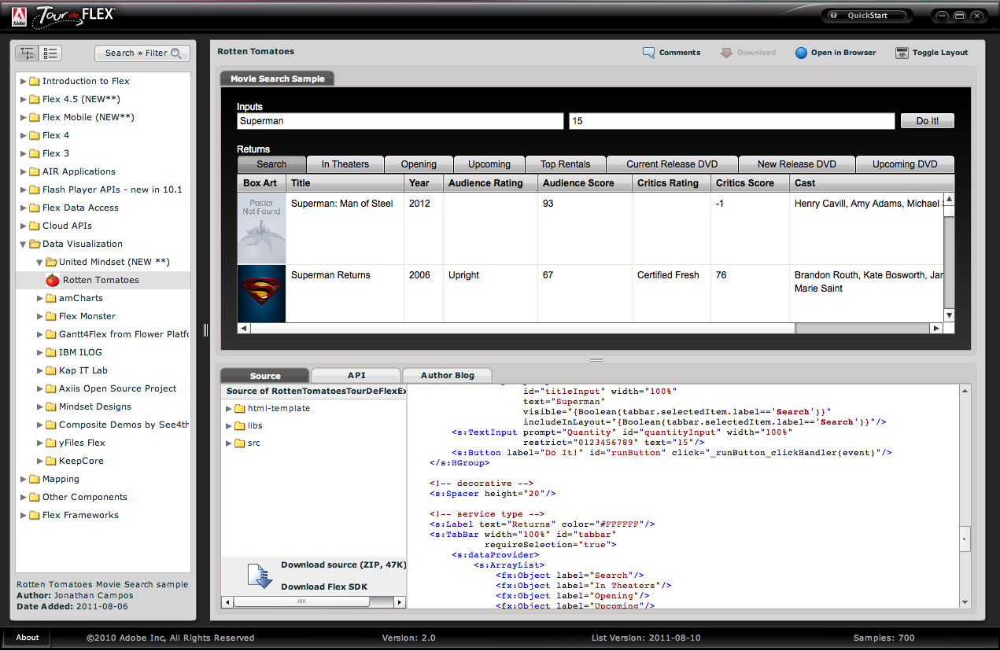 Adobe
Tour de FLEX
QuickStart
Search » Filter
Introduction to Flex
Flex 4.5 (NEW**)
Flex Mobile (NEW**)
Flex 4
Flex 3
AIR Applications
Flash Player APIs - new in 10.1
Flex Data Access
Cloud APIs
Data Visualization
United Mindset (NEW **)
Rotten Tomatoes
amCharts
Flex Monster
Gantt4Flex from Flower Platfo
IBM ILOG
Kap IT Lab
Axiis Open Source Project
Mindset Designs
Composite Demos by See4th
yFiles Flex
KeepCore
Mapping
Other Components
Flex Frameworks
Rotten Tomatoes Movie Search sample
Author: Jonathan Campos
Date Added: 2011-08-06
Rotten Tomatoes
Comments
Download
Open in Browser
Toggle Layout
Movie Search Sample
Inputs
Superman
15
Do It!
Returns
Search
In Theaters
Opening
Upcoming
Top Rentals
Current Release DVD
New Release DVD
Upcoming DVD
Box Art
Title
Year
Audience Rating
Audience Score
Critics Rating
Critics Score
Cast
Poster
Not Found
Superman: Man of Steel
2012
93
-1
Henry Cavill, Amy Adams, Michael
Superman Returns
2006
Upright
67
Certified Fresh
76
Brandon Routh, Kate Bosworth, Jar
Marie Saint
Source
API
Author Blog
Source of RottenTomatoesTourDeFlexEx
html-template
libs
src
Download source (ZIP, 47K)
Download Flex SDK
id="titleInput" width="100%"
text="Superman"
visible="{Boolean(tabbar.selectedItem.label=='Search')}"
includeInLayout="{Boolean(tabbar.selectedItem.label=='Search')}"/>
<s:TextInput prompt="Quantity" id="quantityInput" width="100%"
restrict="0123456789" text="15"/>
<s:Button label="Do It!" id="runButton" click="_runButton_clickHandler(event)"/>
</s:HGroup>
<!-- decorative -->
<s:Spacer height="20"/>
<!-- service type -->
<s:Label text="Returns" color="#FFFFFF"/>
<s:TabBar width="100%" id="tabbar"
requireSelection="true">
<s:dataProvider>
<s:ArrayList>
<fx:Object label="Search"/>
<fx:Object label="In Theaters"/>
<fx:Object label="Opening"/>
<fx:Object label="Upcoming"/>
About
©2010 Adobe Inc, All Rights Reserved
Version: 2.0
List Version: 2011-08-10
Samples: 700